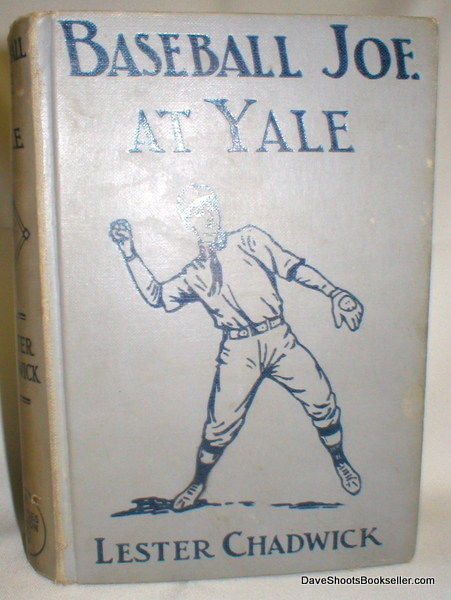 BASEBALL JOE.
AT YALE
LESTER CHADWICK
DaveShootsBookseller.com